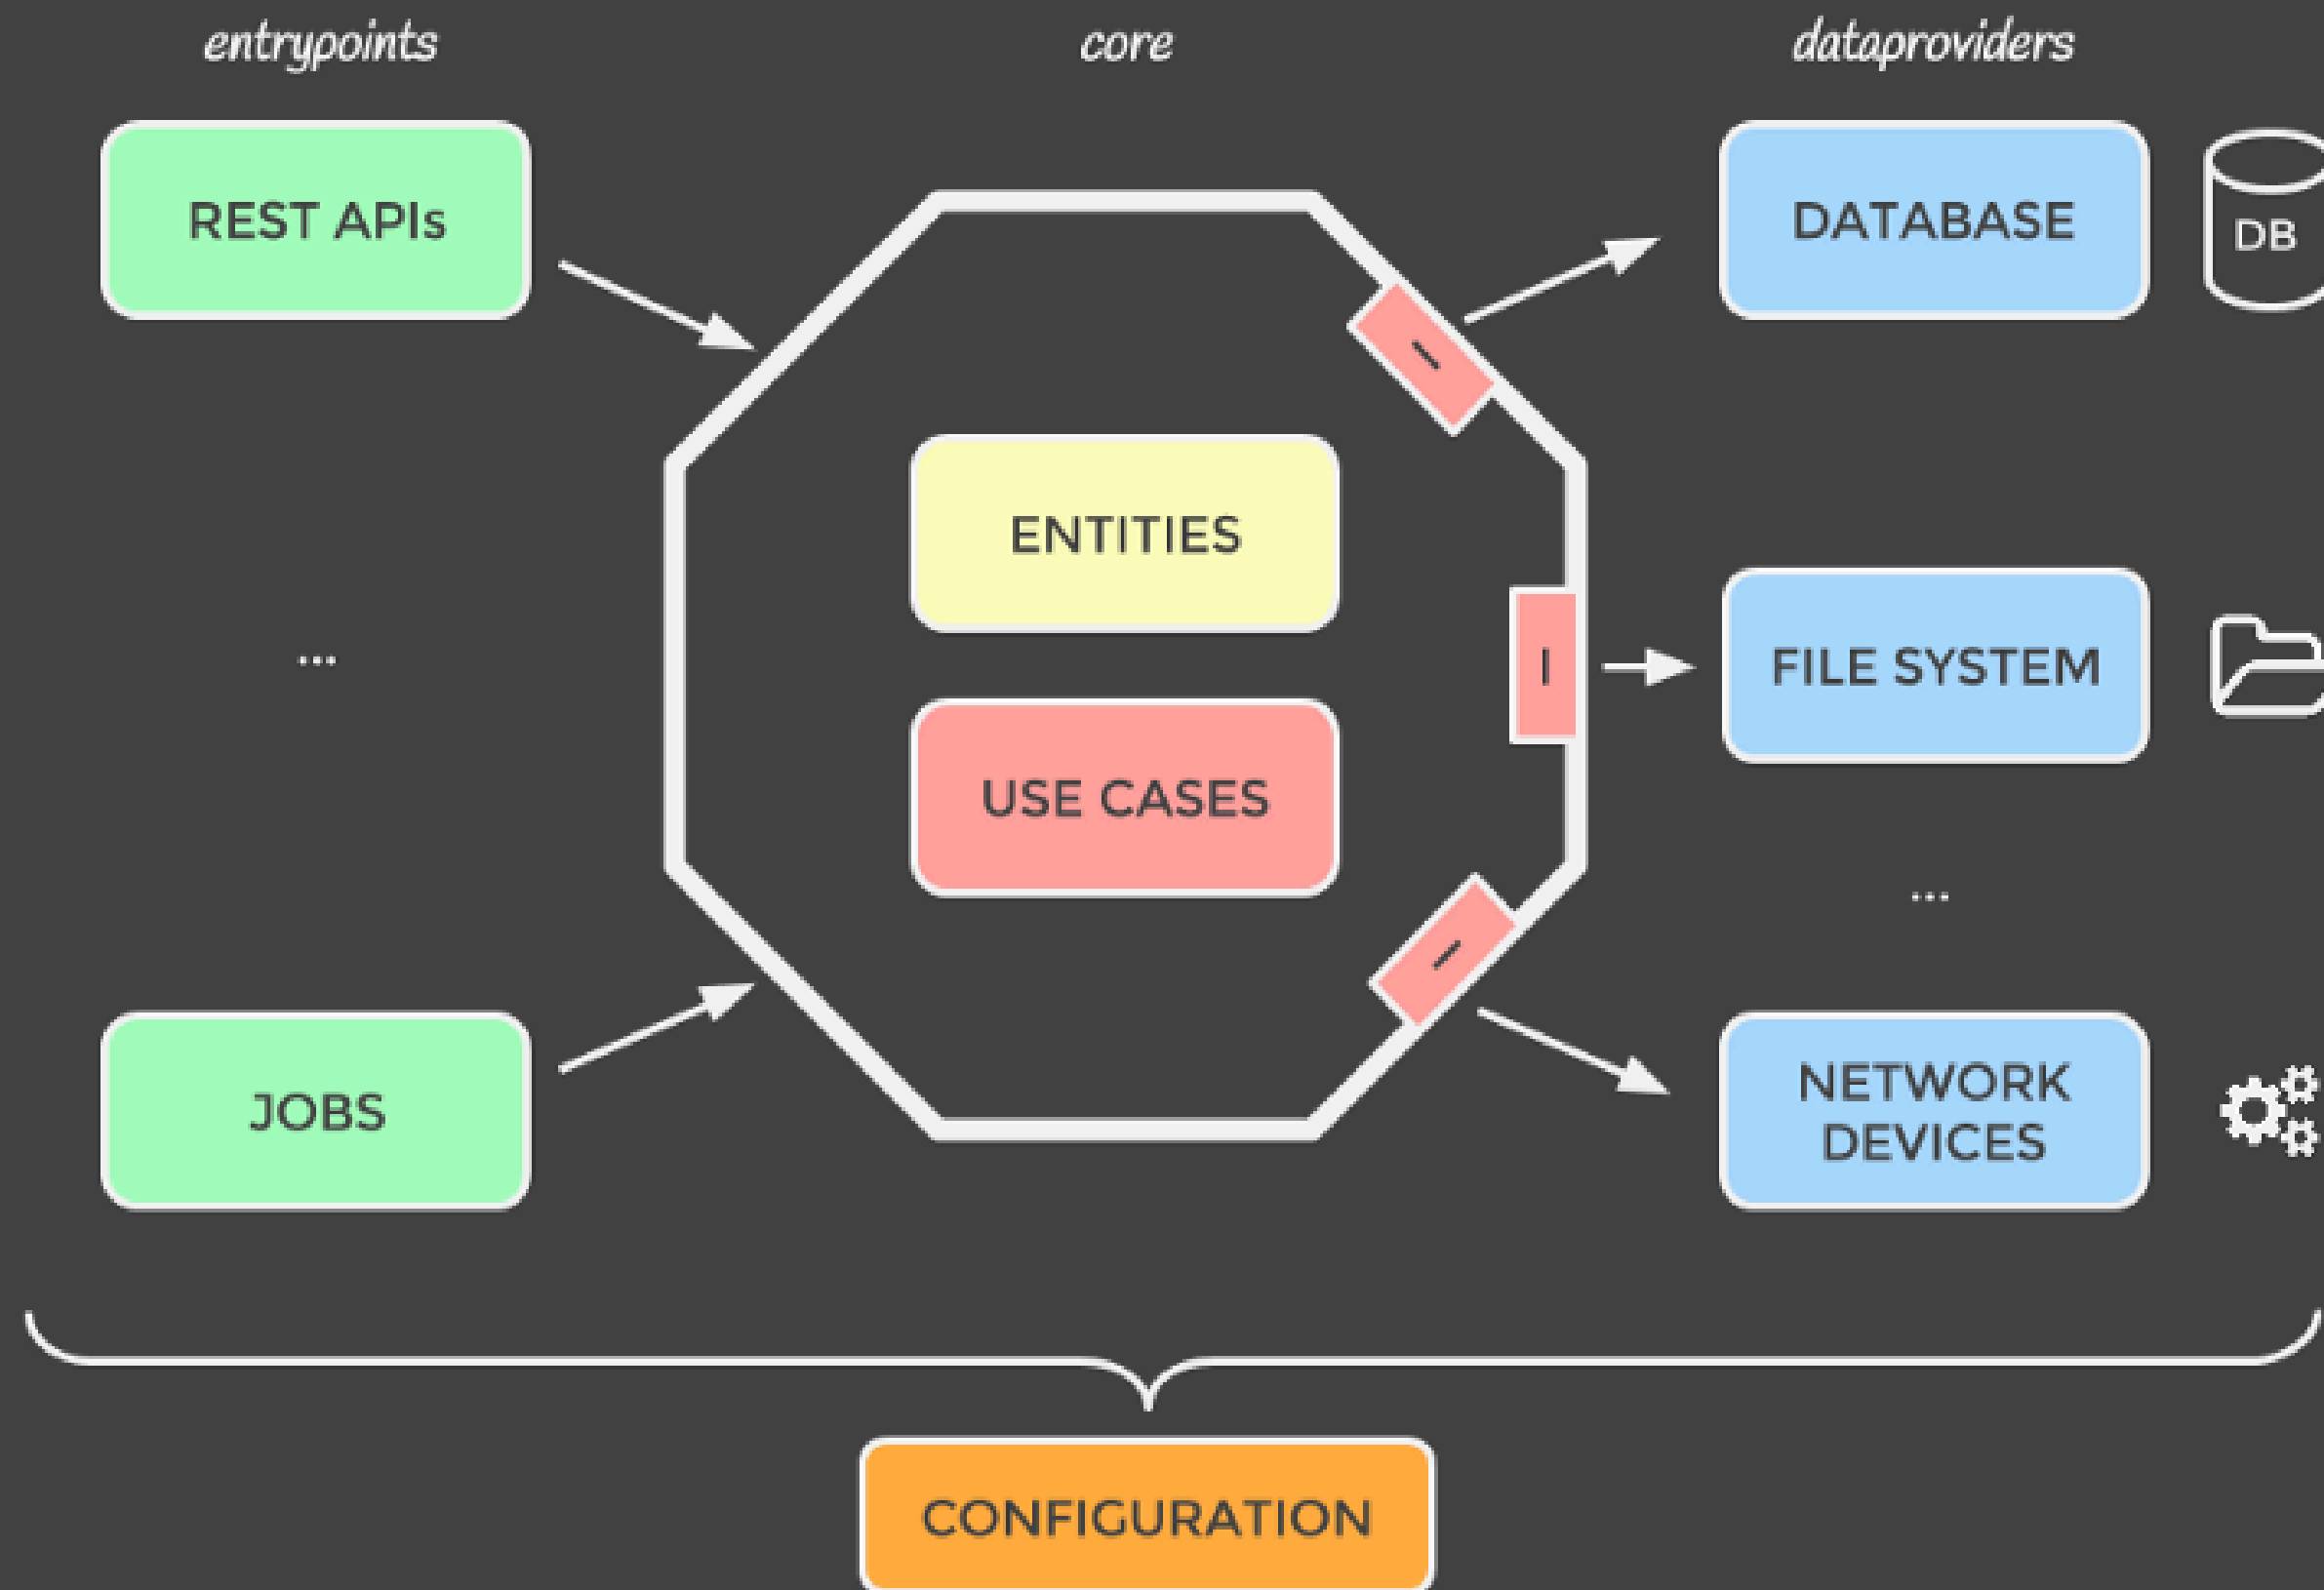 entrypoints
core
dataproviders
REST APIs
DATABASE
DB
I
ENTITIES
...
I
FILE SYSTEM
USE CASES
...
I
JOBS
NETWORK
DEVICES
CONFIGURATION